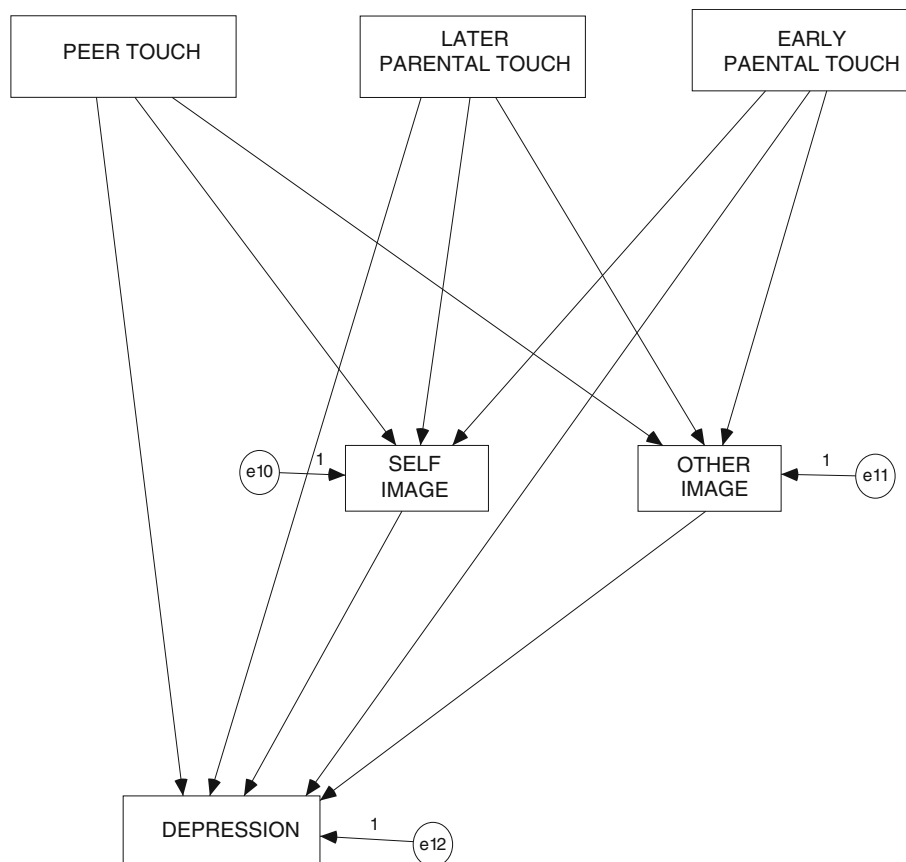 PEER TOUCH
LATER
PARENTAL TOUCH
EARLY
PAENTAL TOUCH
e10
1
SELF
IMAGE
OTHER
IMAGE
1
e11
DEPRESSION
1
e12